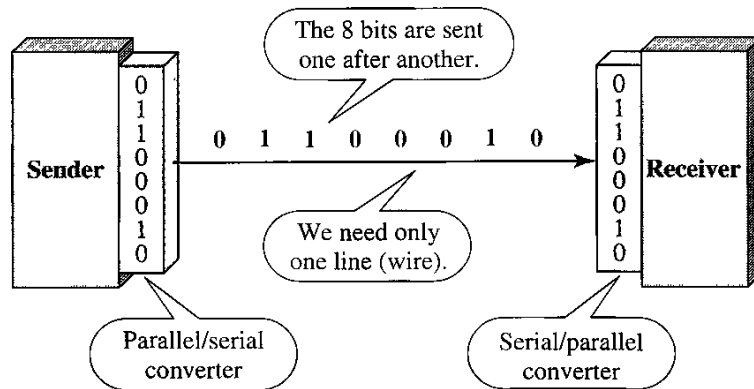 The 8 bits are sent
one after another.
Sender
0
1
1
0
0
0
1
0
0 1 1 0 0 0 1 0
We need only
one line (wire).
0
1
1
0
0
0
1
0
Receiver
Parallel/serial
converter
Serial/parallel
converter